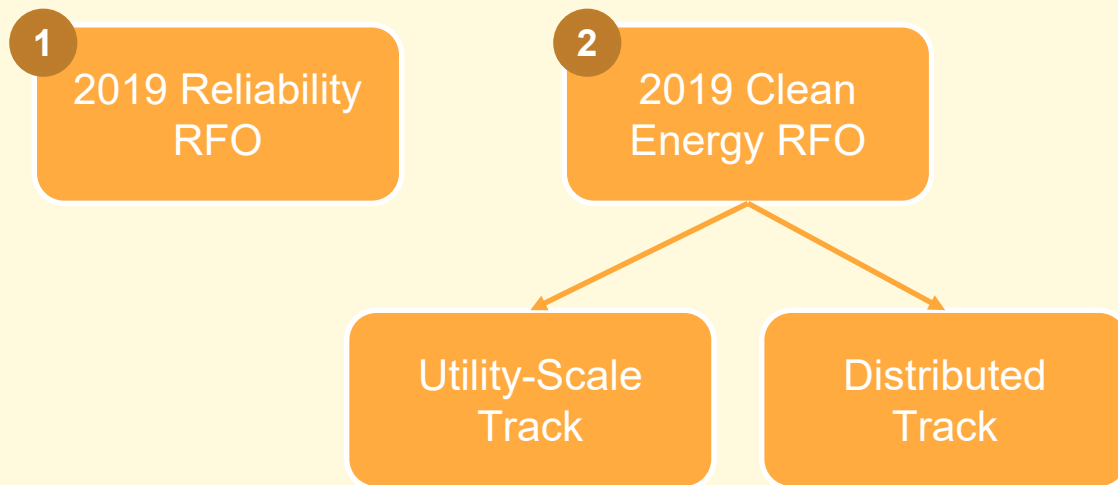 1
2019 Reliability
RFO
2
2019 Clean
Energy RFO
Utility-Scale
Track
Distributed
Track